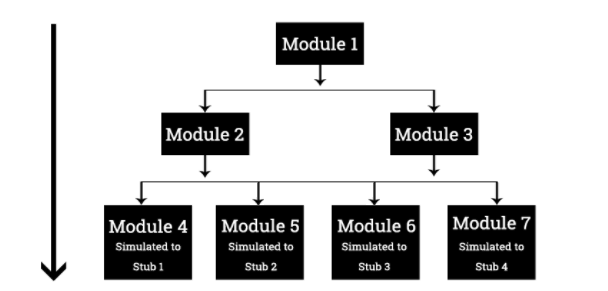 Module 1
Module 2
Module 3
Module 4
Simulated to
Stub 1
Module 5
Simulated to
Stub 2
Module 6
Simulated to
Stub 3
Module 7
Simulated to
Stub 4